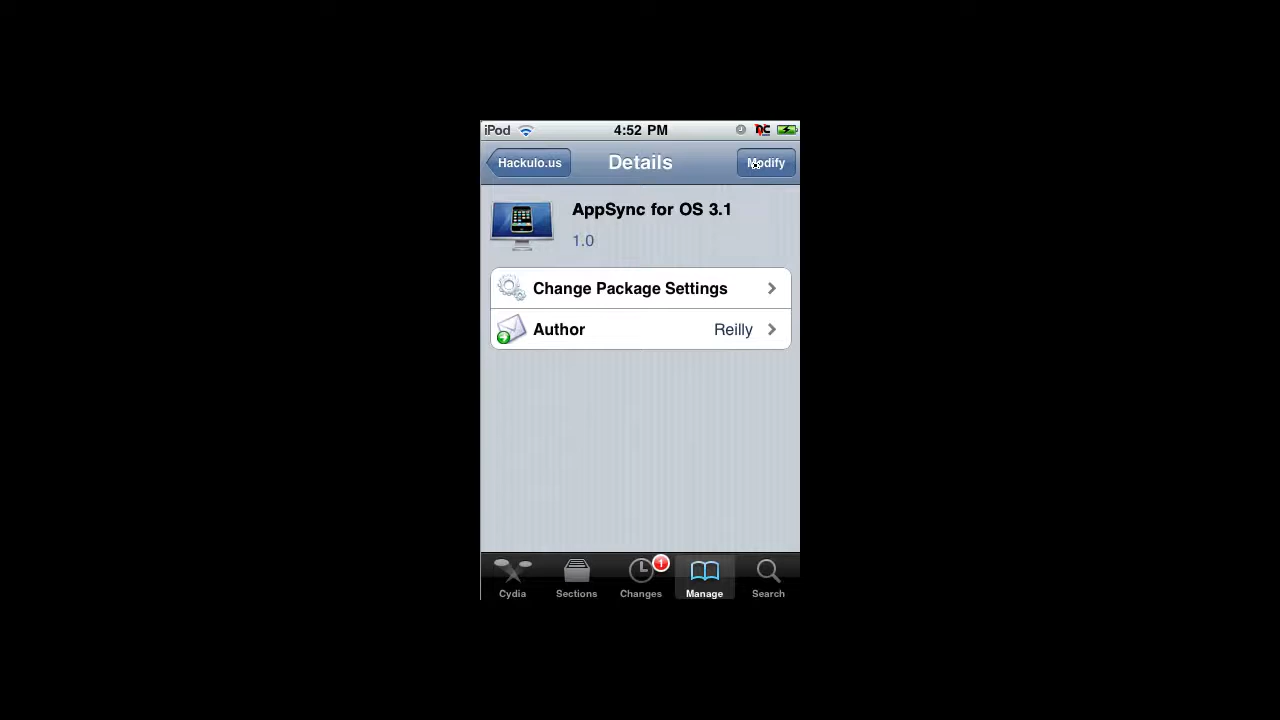 iPod 4:52 PM
Hackulo.us Details Modify
AppSync for OS 3.1
1.0
Change Package Settings
Author Reilly
1
Cydia Sections Changes Manage Search